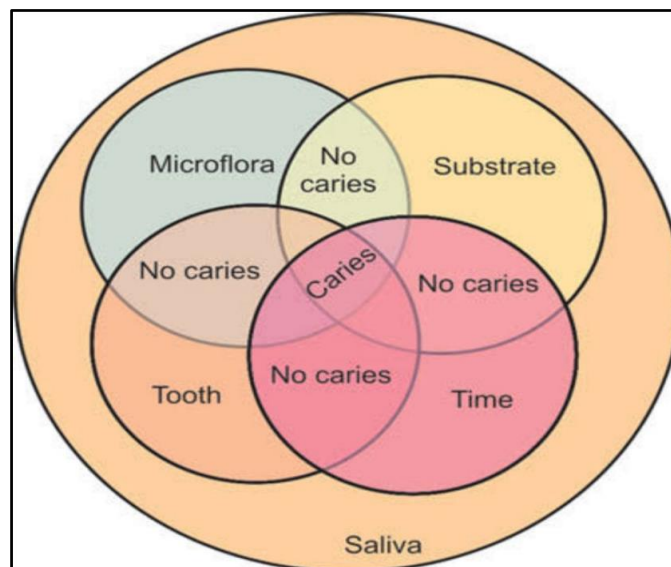 Microflora
No
caries
Substrate
No caries
Caries
No caries
No caries
Tooth
Time
Saliva